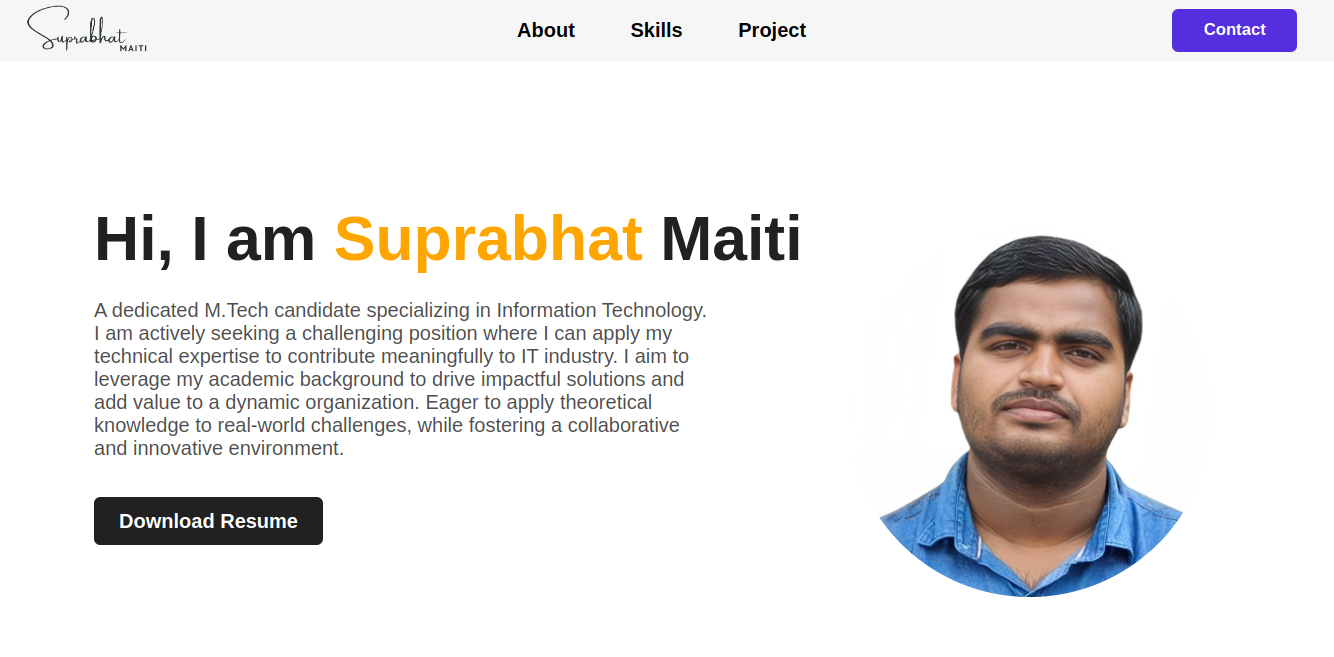 Suprabhat
MAITI
About Skills Project
Contact
Hi, I am Suprabhat Maiti
A dedicated M.Tech candidate specializing in Information Technology.
I am actively seeking a challenging position where I can apply my
technical expertise to contribute meaningfully to IT industry. I aim to
leverage my academic background to drive impactful solutions and
add value to a dynamic organization. Eager to apply theoretical
knowledge to real-world challenges, while fostering a collaborative
and innovative environment.
Download Resume